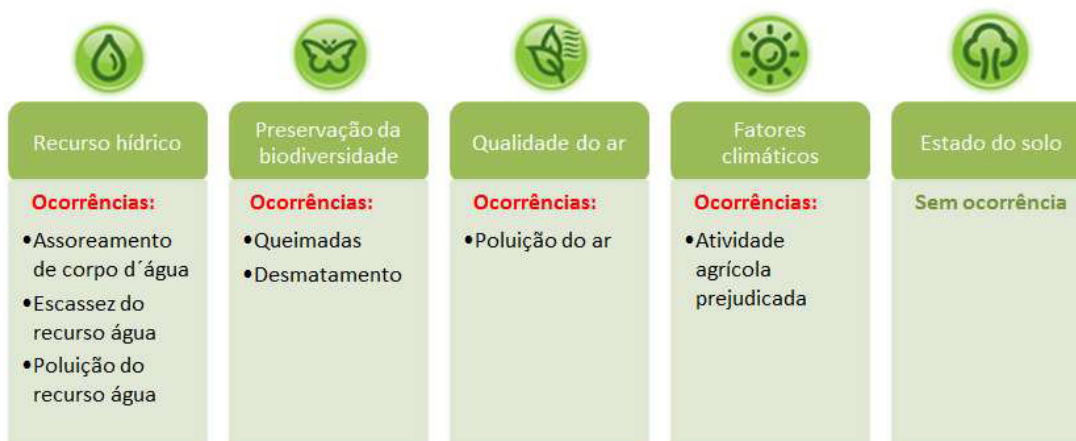 Recurso hídrico
Ocorrências:
•Assoreamento
de corpo d´água
•Escassez do
recurso água
•Poluição do
recurso água
Preservação da
biodiversidade
Ocorrências:
•Queimadas
•Desmatamento
Qualidade do ar
Ocorrências:
•Poluição do ar
Fatores
climáticos
Ocorrências:
•Atividade
agrícola
prejudicada
Estado do solo
Sem ocorrência